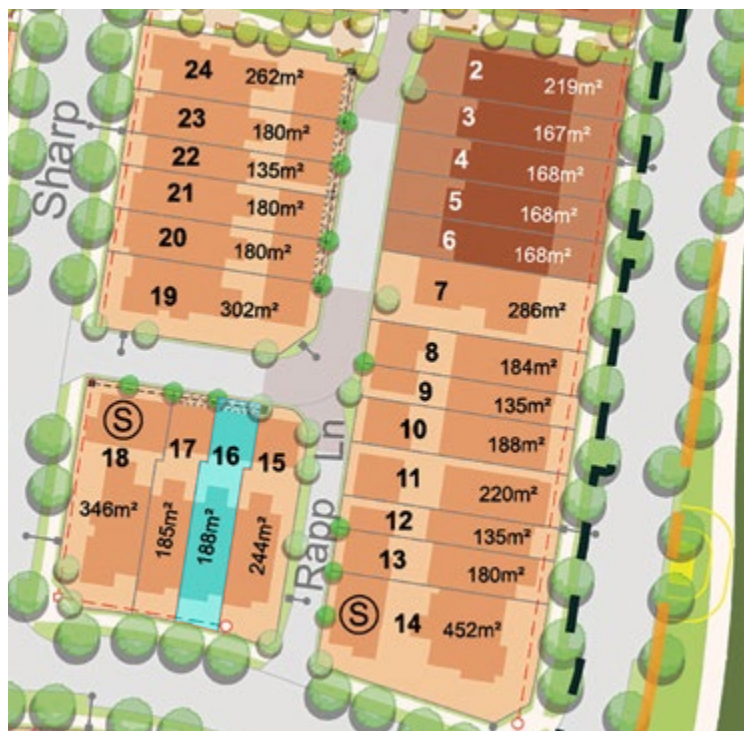 Sharp
24 262m²
23 180m²
22 135m²
21 180m²
20 180m²
19 302m²
2 219m²
3 167m²
4 168m²
5 168m²
6 168m²
7 286m²
8 184m²
9 135m²
10 188m²
11 220m²
12 135m²
13 180m²
S 14 452m²
Rapp Ln
S
18 346m²
17 185m²
16 188m²
15 244m²